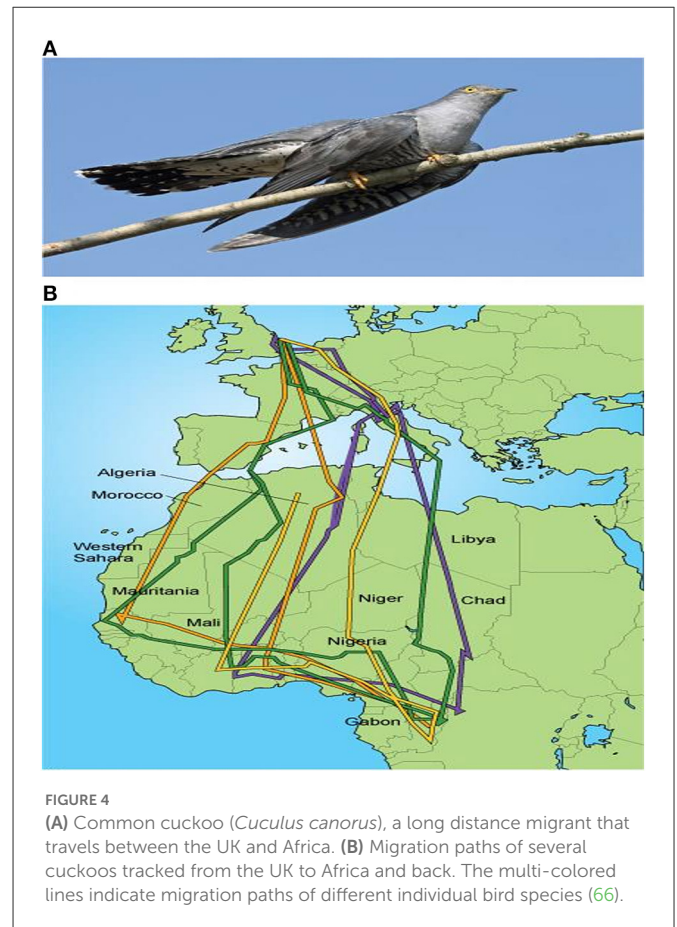 A
B
Algeria
Morocco
Western
Sahara
Mauritania
Mali
Libya
Niger
Chad
Nigeria
Gabon
FIGURE 4
(A) Common cuckoo (Cuculus canorus), a long distance migrant that
travels between the UK and Africa. (B) Migration paths of several
cuckoos tracked from the UK to Africa and back. The multi-colored
lines indicate migration paths of different individual bird species (66).